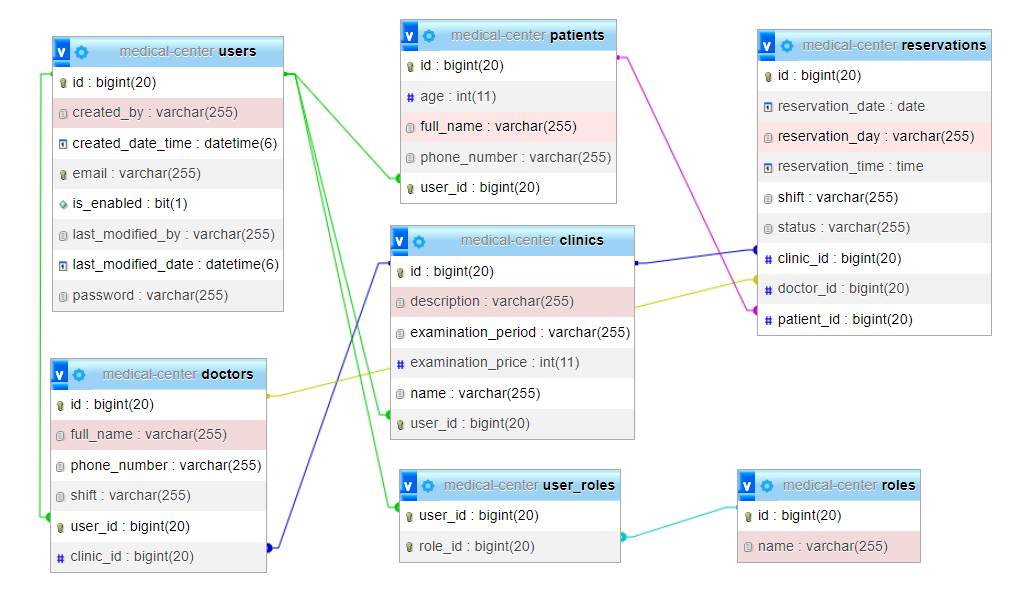 v medical-center users
id : bigint(20)
created_by : varchar(255)
created_date_time : datetime(6)
email : varchar(255)
is_enabled : bit(1)
last_modified_by : varchar(255)
last_modified_date : datetime(6)
password : varchar(255)
v medical-center patients
id : bigint(20)
# age : int(11)
full_name : varchar(255)
phone_number : varchar(255)
user_id : bigint(20)
v medical-center reservations
id : bigint(20)
reservation_date : date
reservation_day : varchar(255)
reservation_time : time
shift : varchar(255)
status : varchar(255)
# clinic_id : bigint(20)
# doctor_id : bigint(20)
# patient_id : bigint(20)
v medical-center clinics
id : bigint(20)
description : varchar(255)
examination_period : varchar(255)
# examination_price : int(11)
name : varchar(255)
user_id : bigint(20)
v medical-center doctors
id : bigint(20)
full_name : varchar(255)
phone_number : varchar(255)
shift : varchar(255)
user_id : bigint(20)
# clinic_id : bigint(20)
v medical-center user_roles
user_id : bigint(20)
role_id : bigint(20)
v medical-center roles
id : bigint(20)
name : varchar(255)